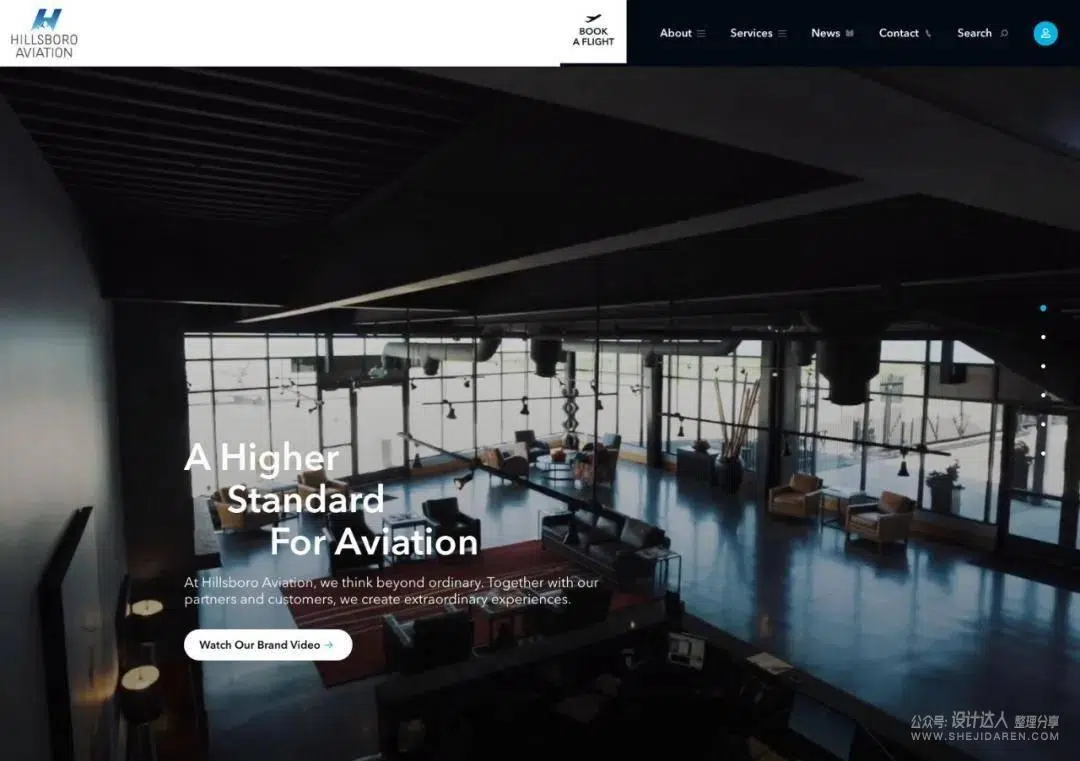 HILLSBORO
AVIATION
BOOK
A FLIGHT
About
Services
News
Contact
Search
A Higher
Standard
For Aviation
At Hillsboro Aviation, we think beyond ordinary. Together with our
partners and customers, we create extraordinary experiences.
Watch Our Brand Video →
公众号: 设计达人 整理分享
WWW.SHEJIDAREN.COM